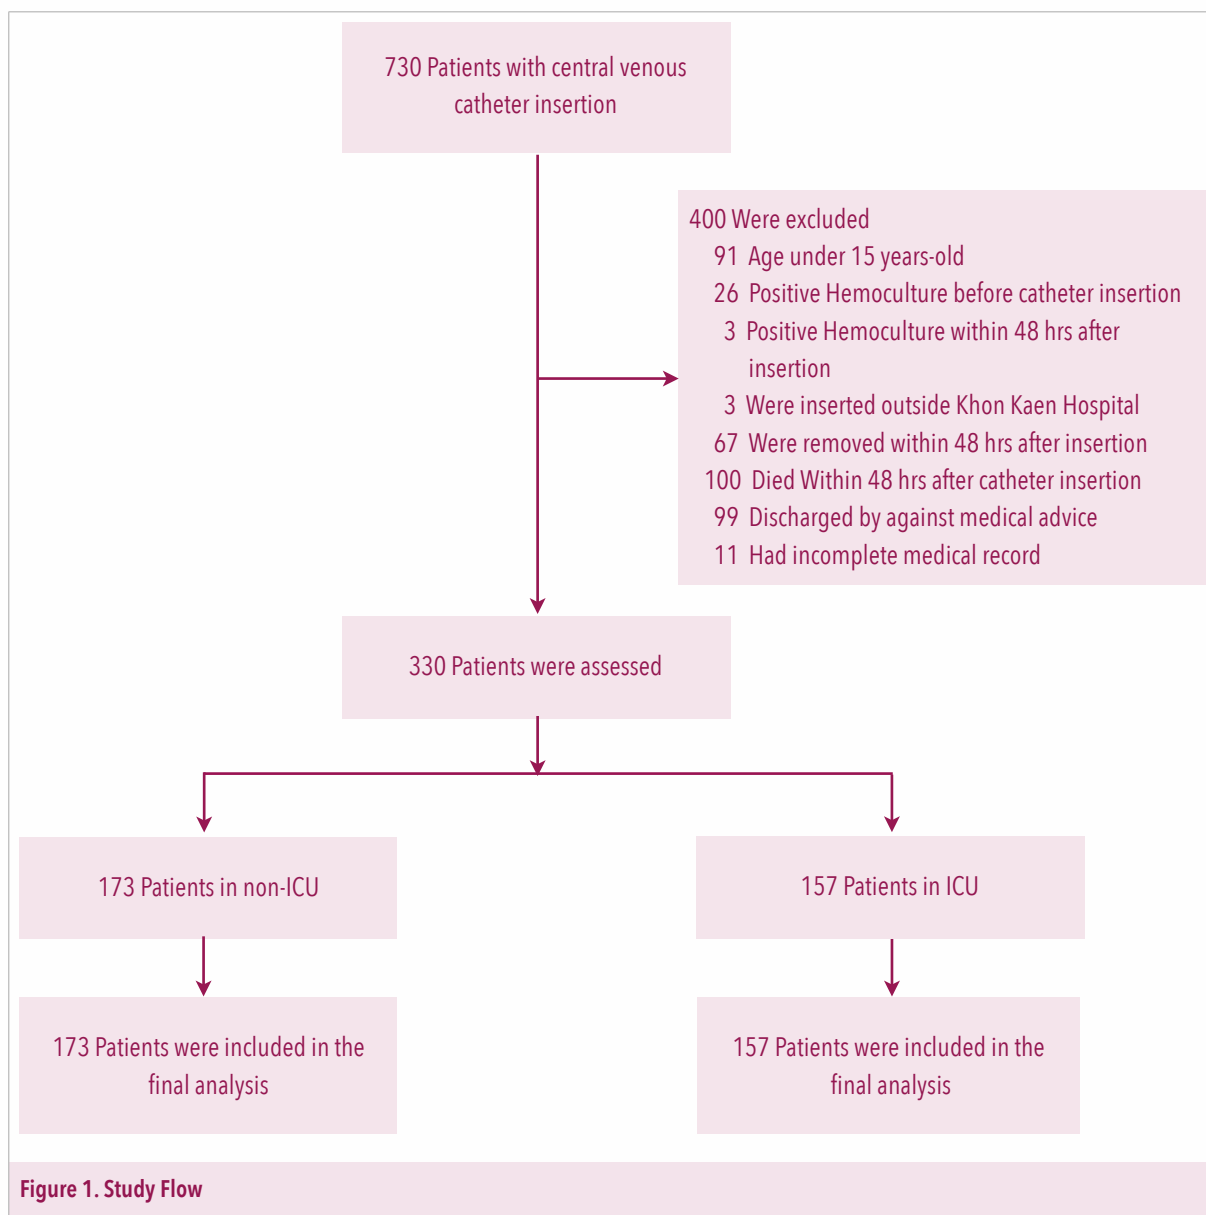 730 Patients with central venous
catheter insertion
400 Were excluded
91 Age under 15 years-old
26 Positive Hemoculture before catheter insertion
3 Positive Hemoculture within 48 hrs after
insertion
3 Were inserted outside Khon Kaen Hospital
67 Were removed within 48 hrs after insertion
100 Died Within 48 hrs after catheter insertion
99 Discharged by against medical advice
11 Had incomplete medical record
330 Patients were assessed
173 Patients in non-ICU
157 Patients in ICU
173 Patients were included in the
final analysis
157 Patients were included in the
final analysis
Figure 1. Study Flow